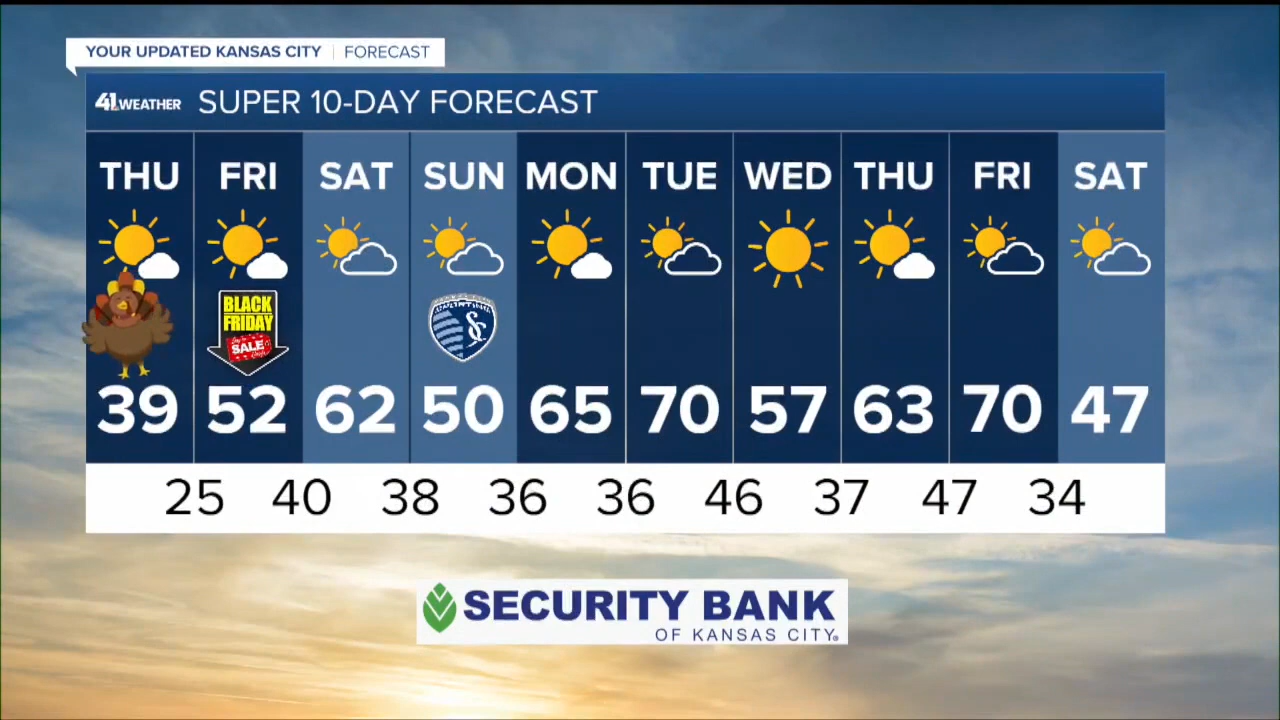 YOUR UPDATED KANSAS CITY | FORECAST
41 WEATHER SUPER 10-DAY FORECAST
THU FRI SAT SUN MON TUE WED THU FRI SAT
BLACK
FRIDAY
SALE
SC
39 52 62 50 65 70 57 63 70 47
25 40 38 36 36 46 37 47 34
SECURITY BANK
OF KANSAS CITY